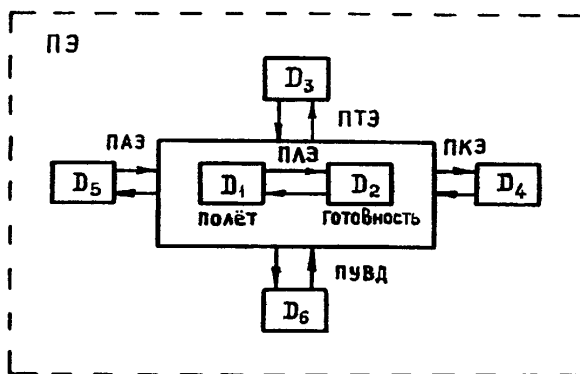 ПЭ
D3
ПТЭ
ПАЭ
ПЛЭ
ПКЭ
D5
D1
D2
D4
полёт
готовность
ПУВД
D6